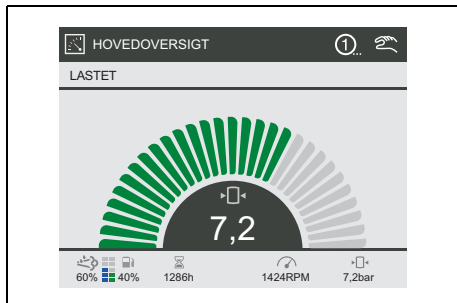 HOVEDOVERSIGT
1...
LASTET
7,2
60% 40% 1286h 1424RPM 7,2bar